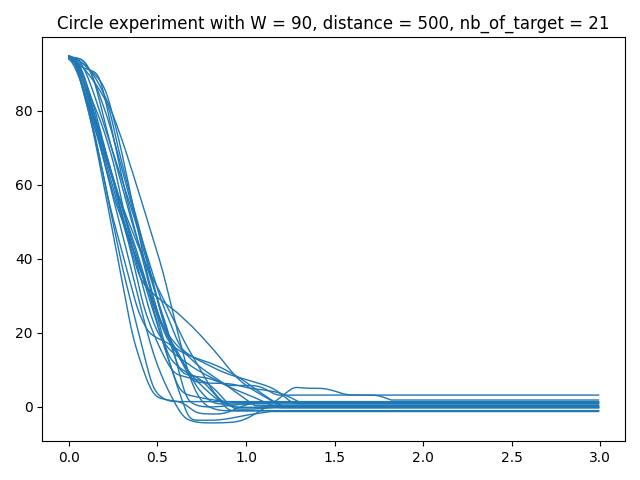 Circle experiment with W = 90, distance = 500, nb_of_target = 21
80
60
40
20
0
0.0 0.5 1.0 1.5 2.0 2.5 3.0